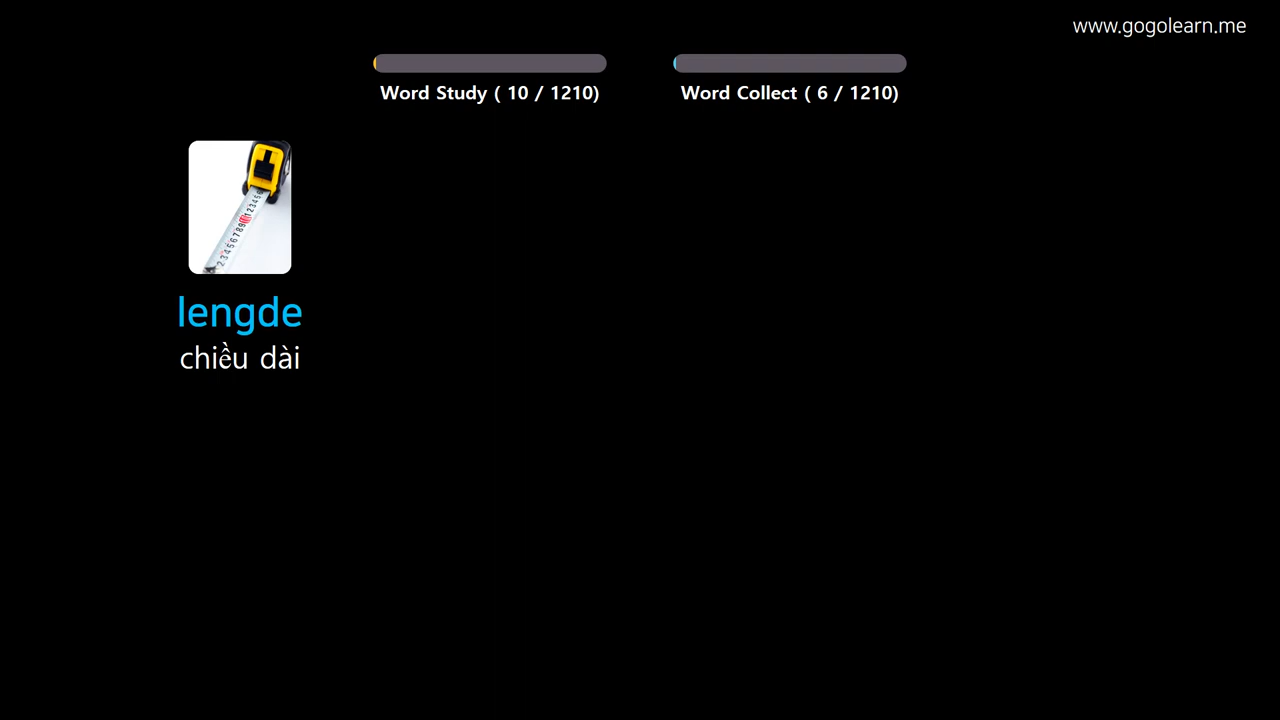 www.gogolearn.me
Word Study ( 10 / 1210)
Word Collect ( 6 / 1210)
lengde
chiều dài